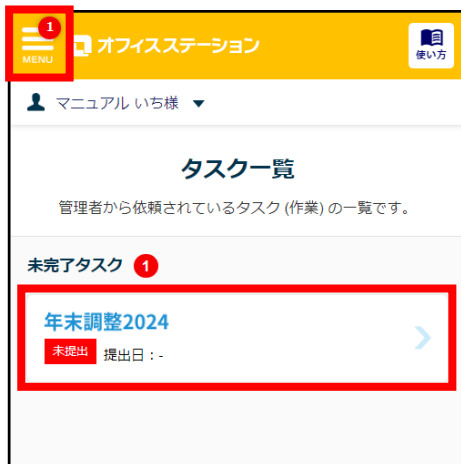 1
MENU
オフィスステーション
使い方
マニュアル いち様 ▼
タスク一覧
管理者から依頼されているタスク (作業) の一覧です。
未完了タスク 1
年末調整2024
未提出 提出日：-